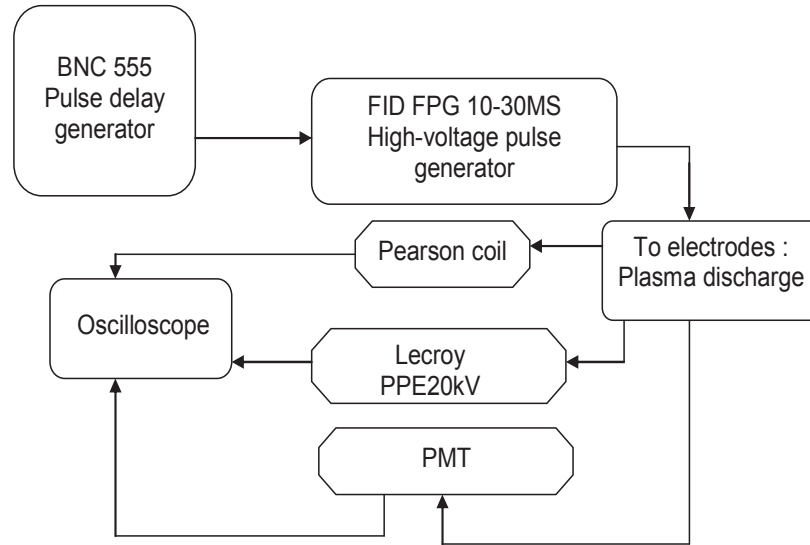 BNC 555
Pulse delay
generator
FID FPG 10-30MS
High-voltage pulse
generator
Pearson coil
To electrodes :
Plasma discharge
Oscilloscope
Lecroy
PPE20kV
PMT